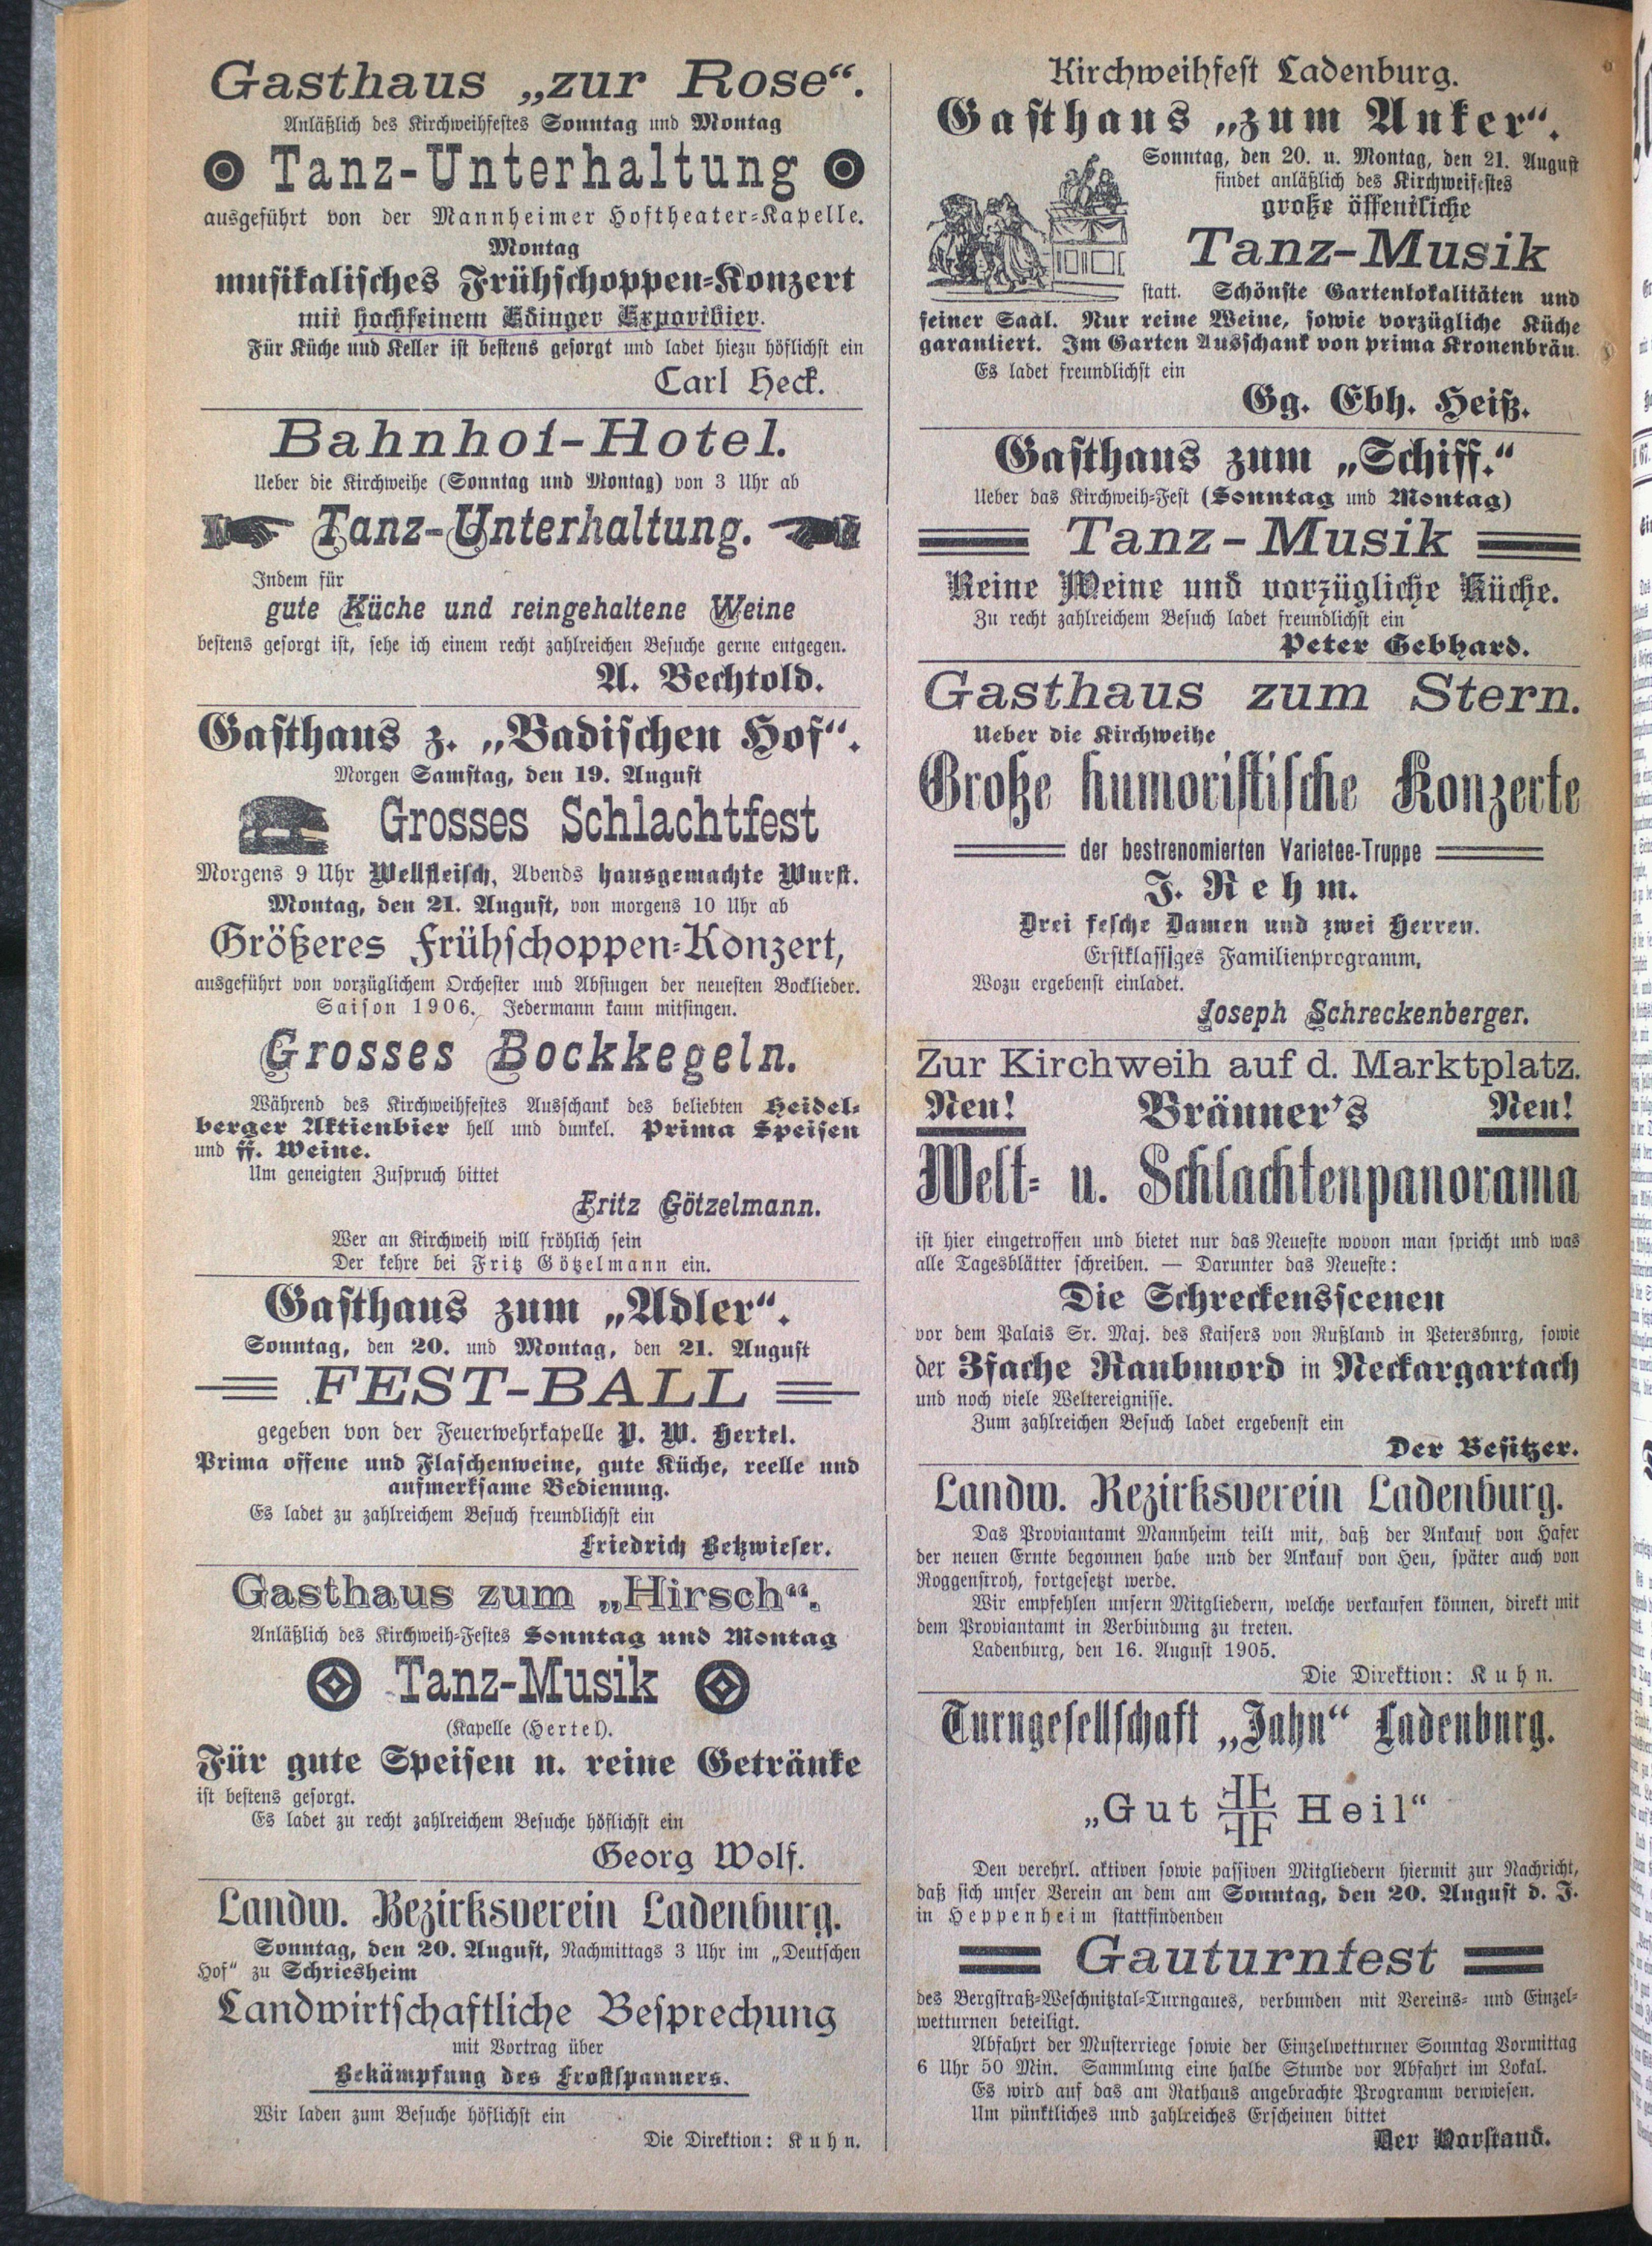 Gasthaus „zur Rose“.
Anläßlich des Kirchweihfestes Sonntag und Montag
Tanz-Unterhaltung
ausgeführt von der Mannheimer Hoftheater-Kapelle.
Montag
musikalisches Frühschoppen-Konzert
mit hochfeinem Edinger Exportbier.
Für Küche und Keller ist bestens gesorgt und ladet hiezu höflichst ein
Carl Heck.
Bahnhof-Hotel.
Ueber die Kirchweihe (Sonntag und Montag) von 3 Uhr ab
Tanz-Unterhaltung.
Indem für
gute Küche und reingehaltene Weine
bestens gesorgt ist, sehe ich einem recht zahlreichen Besuche gerne entgegen.
A. Bechtold.
Gasthaus z. „Badischen Hof“.
Morgen Samstag, den 19. August
Grosses Schlachtfest
Morgens 9 Uhr Wellfleisch, Abends hausgemachte Wurst.
Montag, den 21. August, von morgens 10 Uhr ab
Größeres Frühschoppen-Konzert,
ausgeführt von vorzüglichem Orchester und Absingen der neuesten Bocklieder.
Saison 1906. Jedermann kann mitsingen.
Grosses Bockkegeln.
Während des Kirchweihfestes Ausschank des beliebten Heidel-
berger Aktienbier hell und dunkel. Prima Speisen
und ff. Weine.
Um geneigten Zuspruch bittet
Fritz Götzelmann.
Wer an Kirchweih will fröhlich sein
Der kehre bei Fritz Götzelmann ein.
Gasthaus zum „Adler“.
Sonntag, den 20. und Montag, den 21. August
FEST-BALL
gegeben von der Feuerwehrkapelle P. W. Hertel.
Prima offene und Flaschenweine, gute Küche, reelle und
aufmerksame Bedienung.
Es ladet zu zahlreichem Besuch freundlichst ein
Friedrich Betzwieser.
Gasthaus zum „Hirsch“.
Anläßlich des Kirchweih-Festes Sonntag und Montag
Tanz-Musik
(Kapelle (Hertel).
Für gute Speisen u. reine Getränke
ist bestens gesorgt.
Es ladet zu recht zahlreichem Besuche höflichst ein
Georg Wolf.
Landw. Bezirksverein Ladenburg.
Sonntag, den 20. August, Nachmittags 3 Uhr im „Deutschen
Hof“ zu Schriesheim
Landwirtschaftliche Besprechung
mit Vortrag über
Bekämpfung des Frostspanners.
Wir laden zum Besuche höflichst ein
Die Direktion: Kuhn.
Kirchweihfest Ladenburg.
Gasthaus „zum Anker“.
Sonntag, den 20. u. Montag, den 21. August
findet anläßlich des Kirchweifestes
große öffentliche
Tanz-Musik
statt. Schönste Gartenlokalitäten und
feiner Saal. Nur reine Weine, sowie vorzügliche Küche
garantiert. Im Garten Ausschank von prima Kronenbräu.
Es ladet freundlichst ein
Gg. Ebh. Heiß.
Gasthaus zum „Schiff.“
Ueber das Kirchweih-Fest (Sonntag und Montag)
Tanz-Musik
Reine Weine und vorzügliche Küche.
Zu recht zahlreichem Besuch ladet freundlichst ein
Peter Gebhard.
Gasthaus zum Stern.
Ueber die Kirchweihe
Große humoristische Konzerte
der bestrenomierten Varietee-Truppe
J. Rehm.
Drei fesche Damen und zwei Herren.
Erstklassiges Familienprogramm,
Wozu ergebenst einladet.
Joseph Schreckenberger.
Zur Kirchweih auf d. Marktplatz.
Neu! Bränner’s Neu!
Welt- u. Schlachtenpanorama
ist hier eingetroffen und bietet nur das Neueste wovon man spricht und was
alle Tagesblätter schreiben. — Darunter das Neueste:
Die Schreckensscenen
vor dem Palais Sr. Maj. des Kaisers von Rußland in Petersburg, sowie
der 3fache Raubmord in Neckargartach
und noch viele Weltereignisse.
Zum zahlreichen Besuch ladet ergebenst ein
Der Besitzer.
Landw. Bezirksverein Ladenburg.
Das Proviantamt Mannheim teilt mit, daß der Ankauf von Hafer
der neuen Ernte begonnen habe und der Ankauf von Heu, später auch von
Roggenstroh, fortgesetzt werde.
Wir empfehlen unsern Mitgliedern, welche verkaufen können, direkt mit
dem Proviantamt in Verbindung zu treten.
Ladenburg, den 16. August 1905.
Die Direktion: Kuhn.
Turngesellschaft „Jahn“ Ladenburg.
„Gut Heil“
Den verehrl. aktiven sowie passiven Mitgliedern hiermit zur Nachricht,
daß sich unser Verein an dem am Sonntag, den 20. August d. J.
in Heppenheim stattfindenden
Gauturnfest
des Bergstraß-Weschnitztal-Turngaues, verbunden mit Vereins- und Einzel-
wetturnen beteiligt.
Abfahrt der Musterriege sowie der Einzelwetturner Sonntag Vormittag
6 Uhr 50 Min. Sammlung eine halbe Stunde vor Abfahrt im Lokal.
Es wird auf das am Rathaus angebrachte Programm verwiesen.
Um pünktliches und zahlreiches Erscheinen bittet
Der Vorstand.